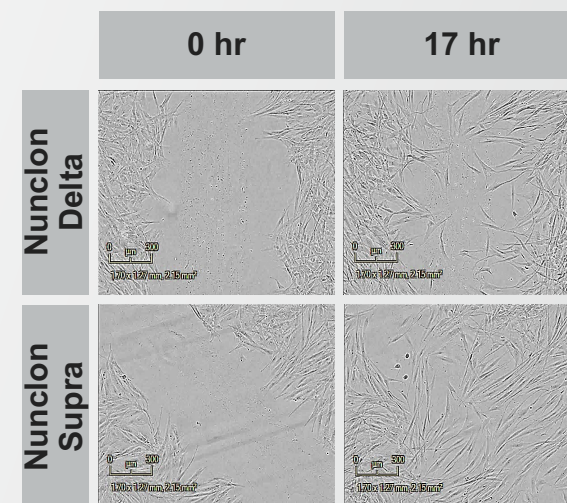 0 hr
17 hr
Nunclon
Delta
0 µm 300
1.70 x 1.27 mm, 2.15 mm²
0 µm 300
1.70 x 1.27 mm, 2.15 mm²
Nunclon
Supra
0 µm 300
1.70 x 1.27 mm, 2.15 mm²
0 µm 300
1.70 x 1.27 mm, 2.15 mm²